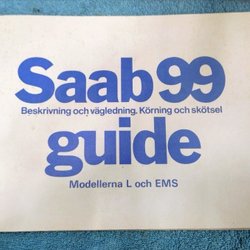 Saab 99
Beskrivning och vägledning. Körning och skötsel
guide
Modellerna L och EMS